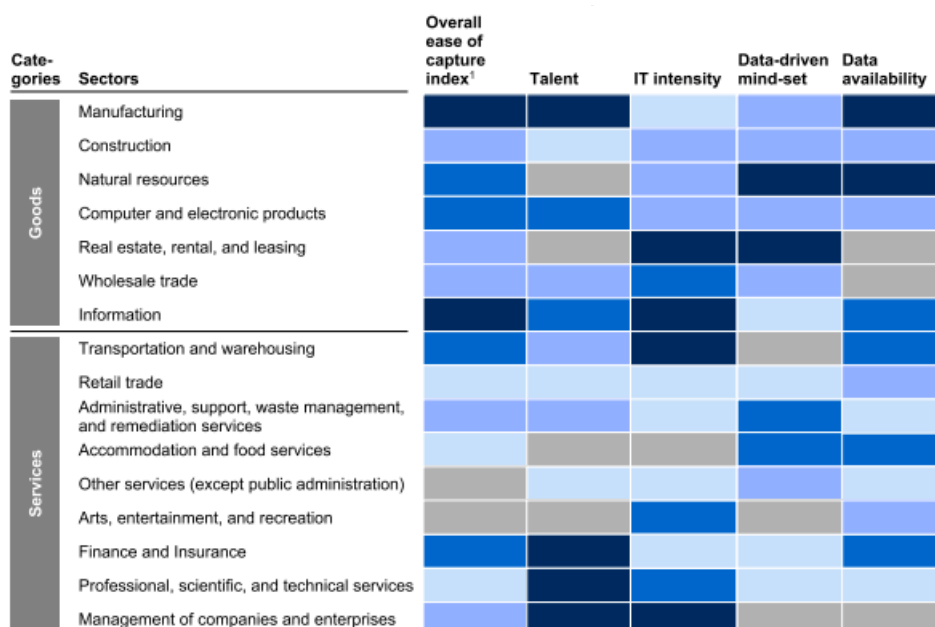 Overall
ease of
capture
index1
Cate-
gories
Sectors
Talent
IT intensity
Data-driven
mind-set
Data
availability
Goods
Manufacturing
Construction
Natural resources
Computer and electronic products
Real estate, rental, and leasing
Wholesale trade
Information
Services
Transportation and warehousing
Retail trade
Administrative, support, waste management,
and remediation services
Accommodation and food services
Other services (except public administration)
Arts, entertainment, and recreation
Finance and Insurance
Professional, scientific, and technical services
Management of companies and enterprises